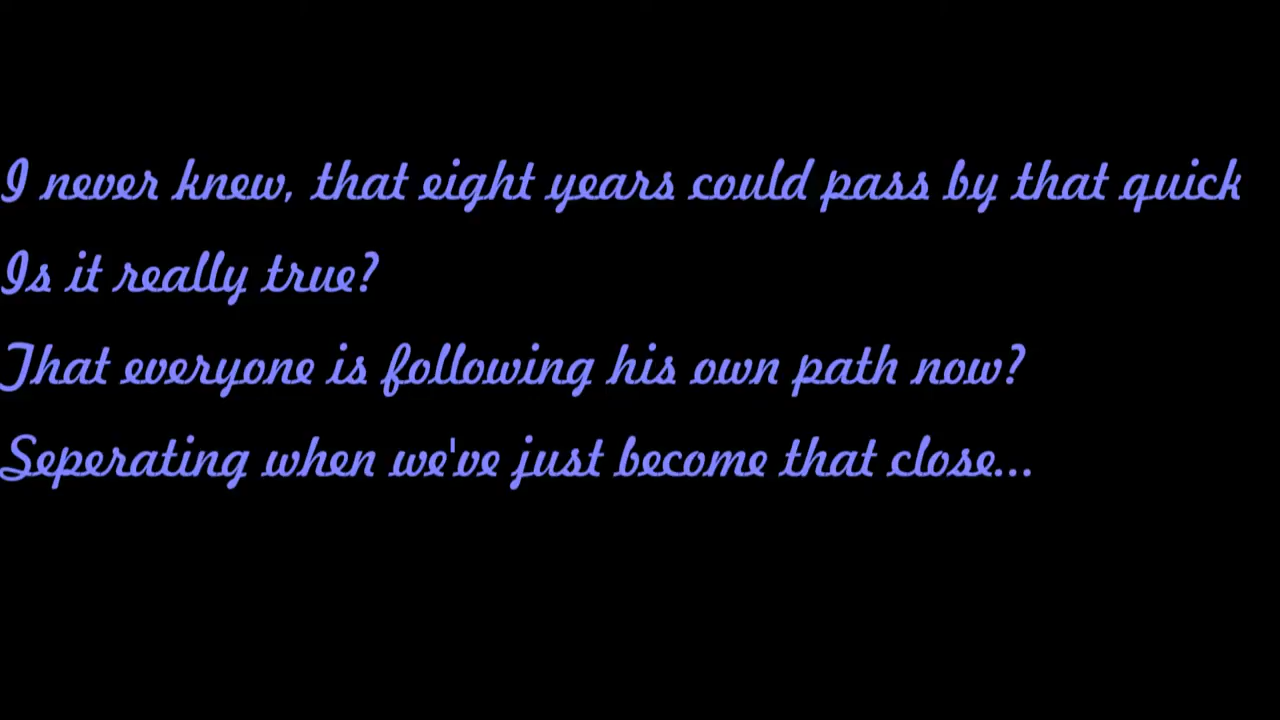 I never knew, that eight years could pass by that quick
Is it really true?
That everyone is following his own path now?
Seperating when we've just become that close...